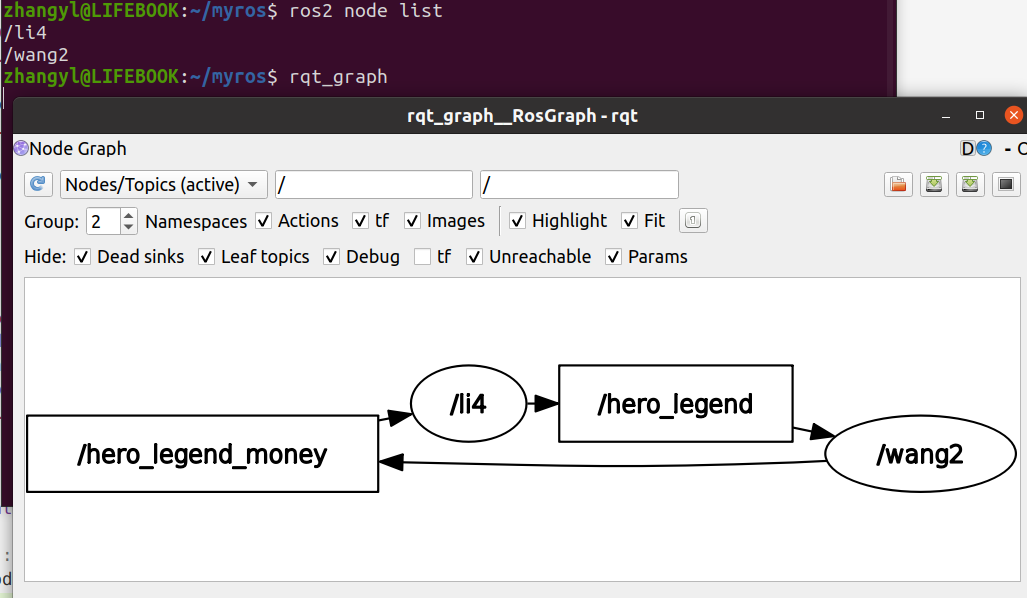 zhangyl@LIFEBOOK:~/myros$ ros2 node list
/li4
/wang2
zhangyl@LIFEBOOK:~/myros$ rqt_graph
rqt_graph__RosGraph - rqt
Node Graph
D ? - O
Nodes/Topics (active) / /
Group: 2 Namespaces Actions tf Images Highlight Fit
Hide: Dead sinks Leaf topics Debug tf Unreachable Params
/li4 /hero_legend
/hero_legend_money /wang2